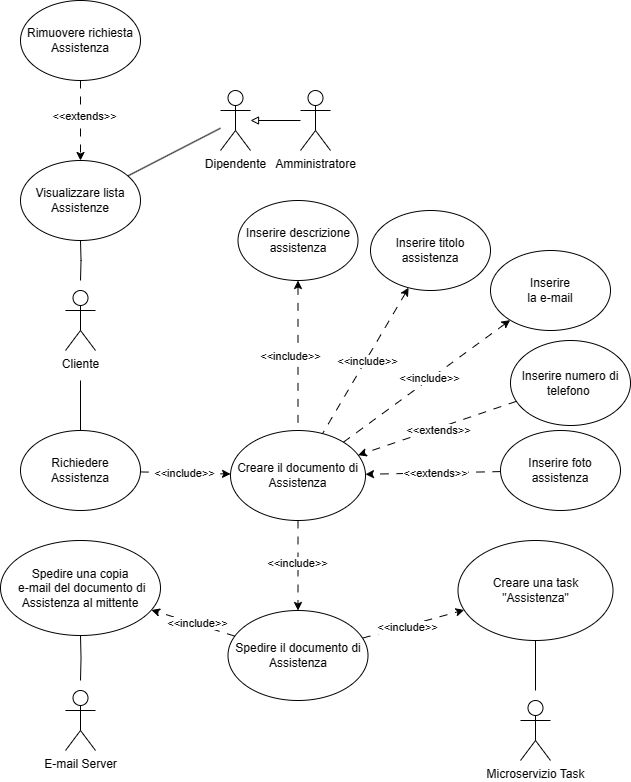 Rimuovere richiesta
Assistenza
<<extends>>
Dipendente
Amministratore
Visualizzare lista
Assistenze
Inserire descrizione
assistenza
Inserire titolo
assistenza
Inserire
la e-mail
Cliente
<<include>>
<<include>>
<<include>>
Inserire numero di
telefono
<<extends>>
Richiedere
Assistenza
<<include>>
Creare il documento di
Assistenza
<<extends>>
Inserire foto
assistenza
<<include>>
Spedire una copia
e-mail del documento di
Assistenza al mittente
Creare una task
"Assistenza"
<<include>>
<<include>>
Spedire il documento di
Assistenza
E-mail Server
Microservizio Task